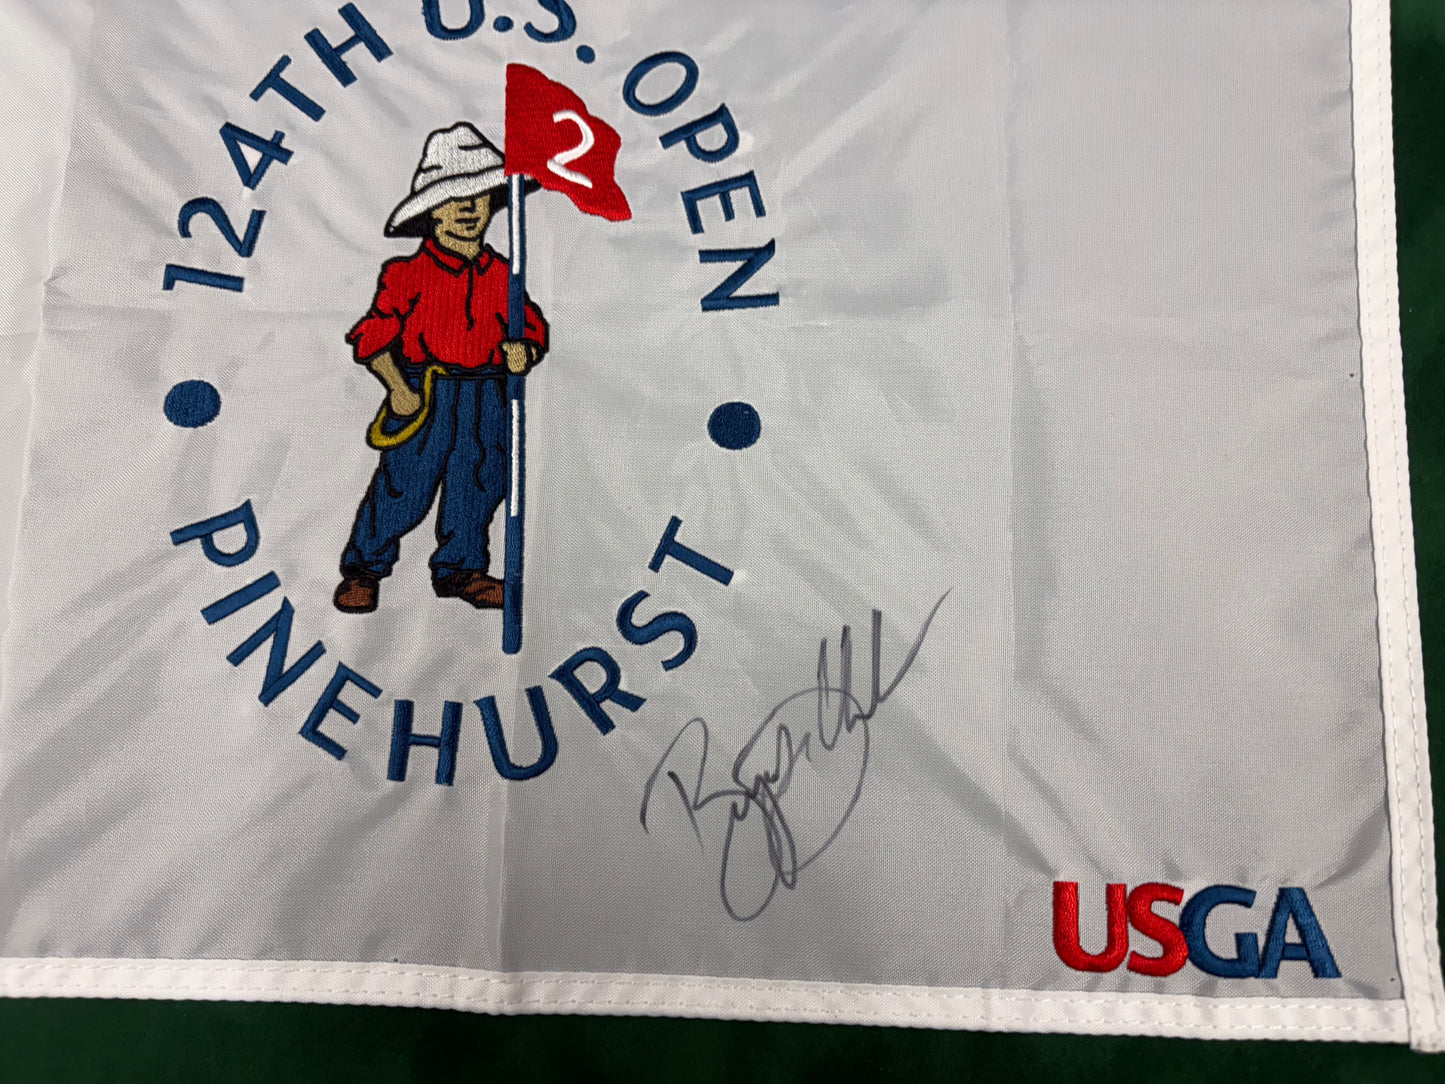 124TH U.S. OPEN
2
PINEHURST
USGA